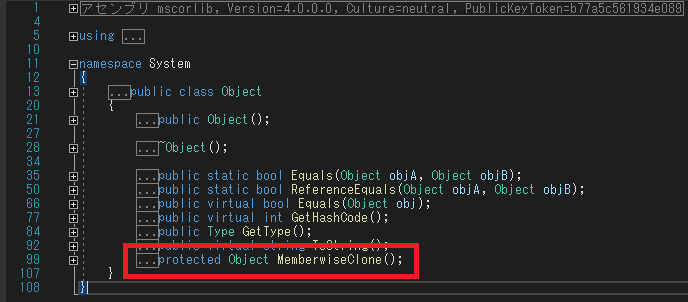 1 アセンブリ mscorlib, Version=4.0.0.0, Culture=neutral, PublicKeyToken=b77a5c561934e089
4
5 using ...
10
11 namespace System
12 {
13 ...public class Object
20 {
21 ...public Object();
27
28 ...~Object();
34
35 ...public static bool Equals(Object objA, Object objB);
50 ...public static bool ReferenceEquals(Object objA, Object objB);
66 ...public virtual bool Equals(Object obj);
77 ...public virtual int GetHashCode();
84 ...public Type GetType();
92 ...public virtual string ToString();
99 ...protected Object MemberwiseClone();
107 }
108 }